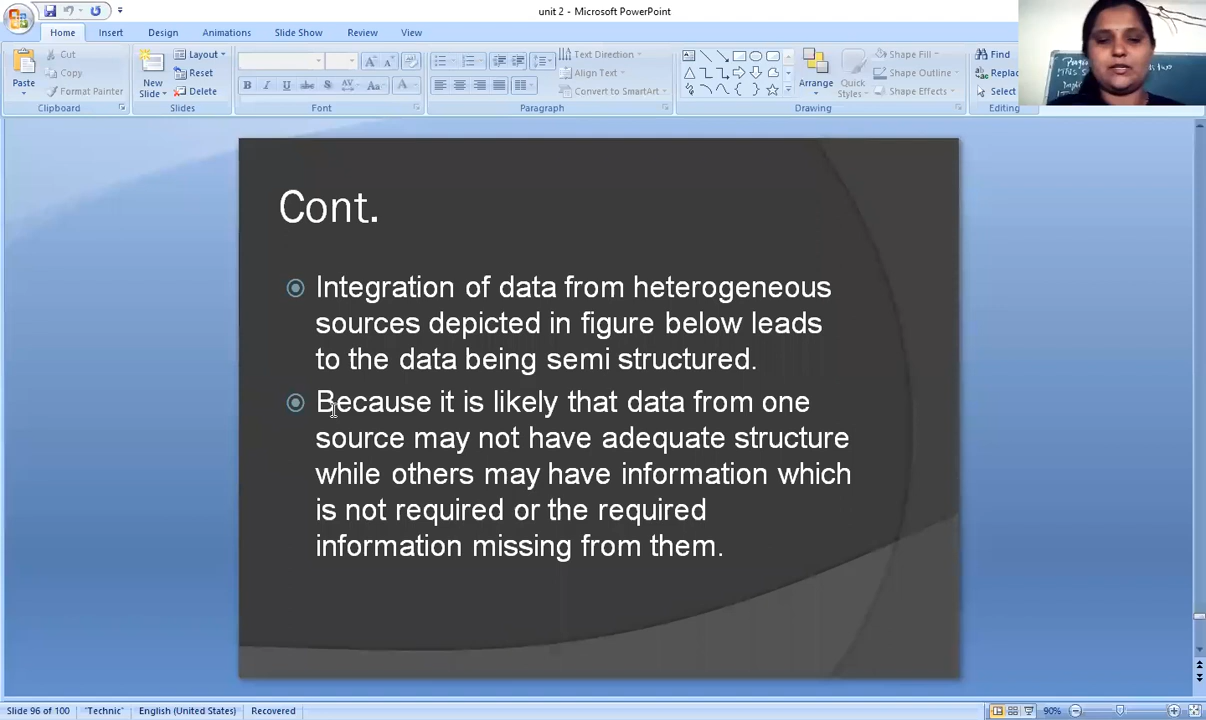 unit 2 - Microsoft PowerPoint
Home Insert Design Animations Slide Show Review View
Cut
Copy
Format Painter
Paste
Clipboard
New
Slide
Layout
Reset
Delete
Slides
B I U abc S AV Aa A
Font
Text Direction
Align Text
Convert to SmartArt
Paragraph
Arrange
Quick
Styles
Shape Fill
Shape Outline
Shape Effects
Drawing
Find
Replac
Select
Editing
Cont.
Integration of data from heterogeneous
sources depicted in figure below leads
to the data being semi structured.
Because it is likely that data from one
source may not have adequate structure
while others may have information which
is not required or the required
information missing from them.
Slide 96 of 100 "Technic" English (United States) Recovered 90%